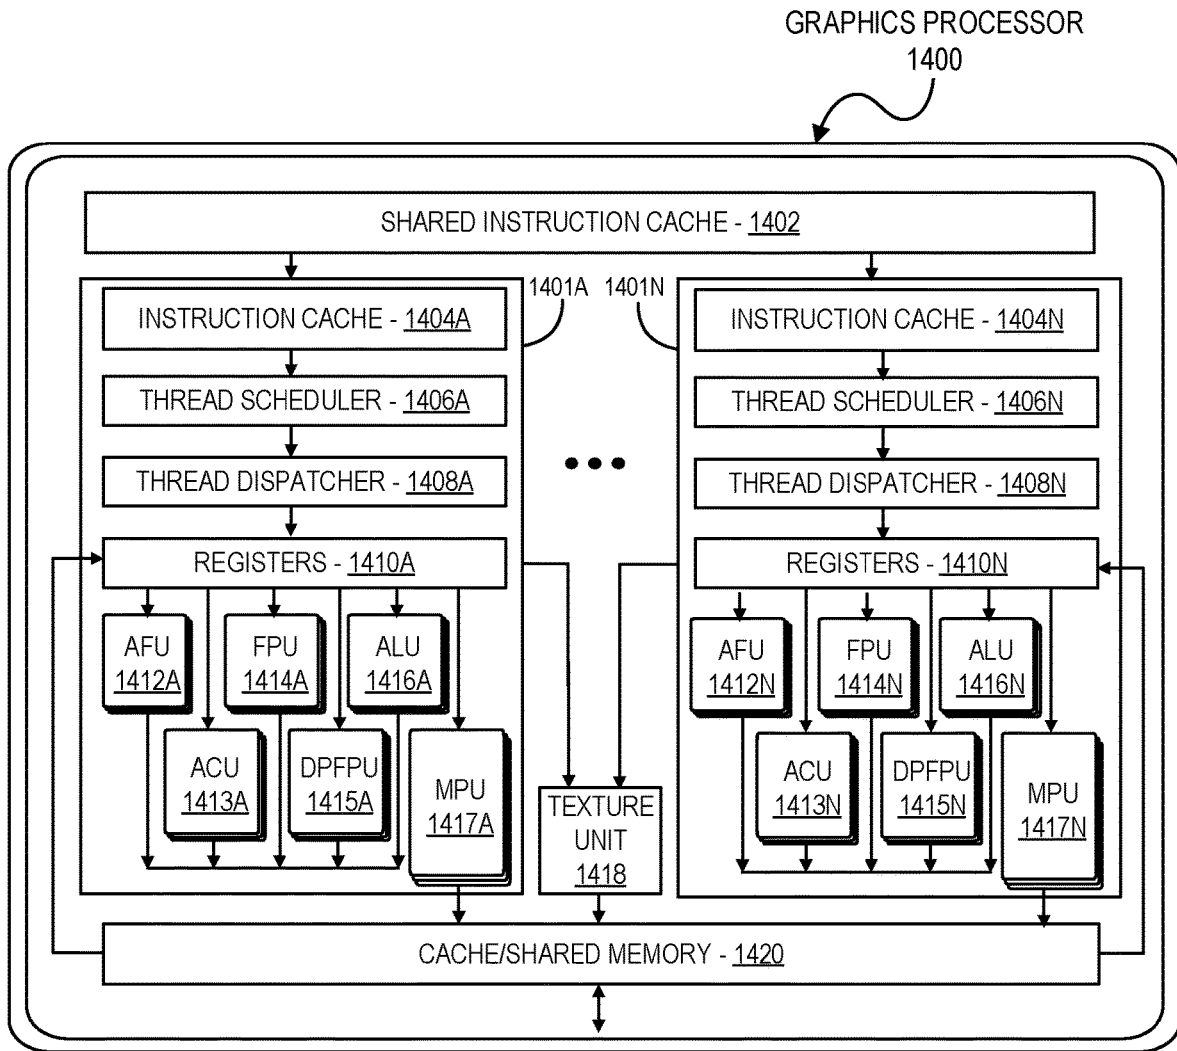 GRAPHICS PROCESSOR
1400
SHARED INSTRUCTION CACHE - 1402
1401A
1401N
INSTRUCTION CACHE - 1404A
THREAD SCHEDULER - 1406A
THREAD DISPATCHER - 1408A
REGISTERS - 1410A
AFU
1412A
FPU
1414A
ALU
1416A
ACU
1413A
DPFPU
1415A
MPU
1417A
INSTRUCTION CACHE - 1404N
THREAD SCHEDULER - 1406N
THREAD DISPATCHER - 1408N
REGISTERS - 1410N
AFU
1412N
FPU
1414N
ALU
1416N
ACU
1413N
DPFPU
1415N
MPU
1417N
TEXTURE
UNIT
1418
CACHE/SHARED MEMORY - 1420